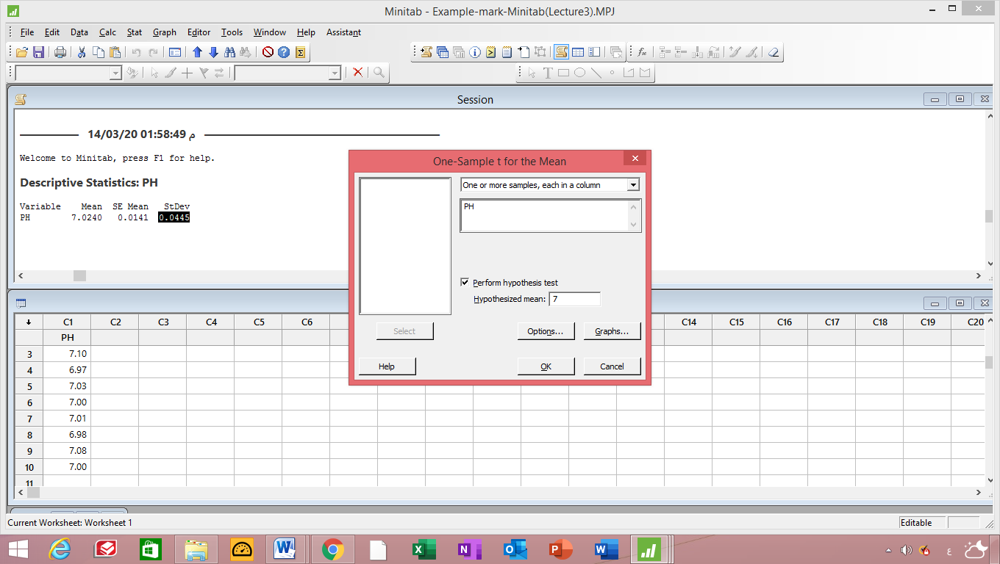 Minitab - Example-mark-Minitab(Lecture3).MPJ
File Edit Data Calc Stat Graph Editor Tools Window Help Assistant
Session
14/03/20 01:58:49 م
Welcome to Minitab, press F1 for help.
Descriptive Statistics: PH
Variable Mean SE Mean StDev
PH 7.0240 0.0141 0.0445
One-Sample t for the Mean
One or more samples, each in a column
PH
Perform hypothesis test
Hypothesized mean: 7
Select Options... Graphs...
Help OK Cancel
C1 C2 C3 C4 C5 C6 C14 C15 C16 C17 C18 C19 C20
PH
3 7.10
4 6.97
5 7.03
6 7.00
7 7.01
8 6.98
9 7.08
10 7.00
11
Current Worksheet: Worksheet 1
Editable
ع